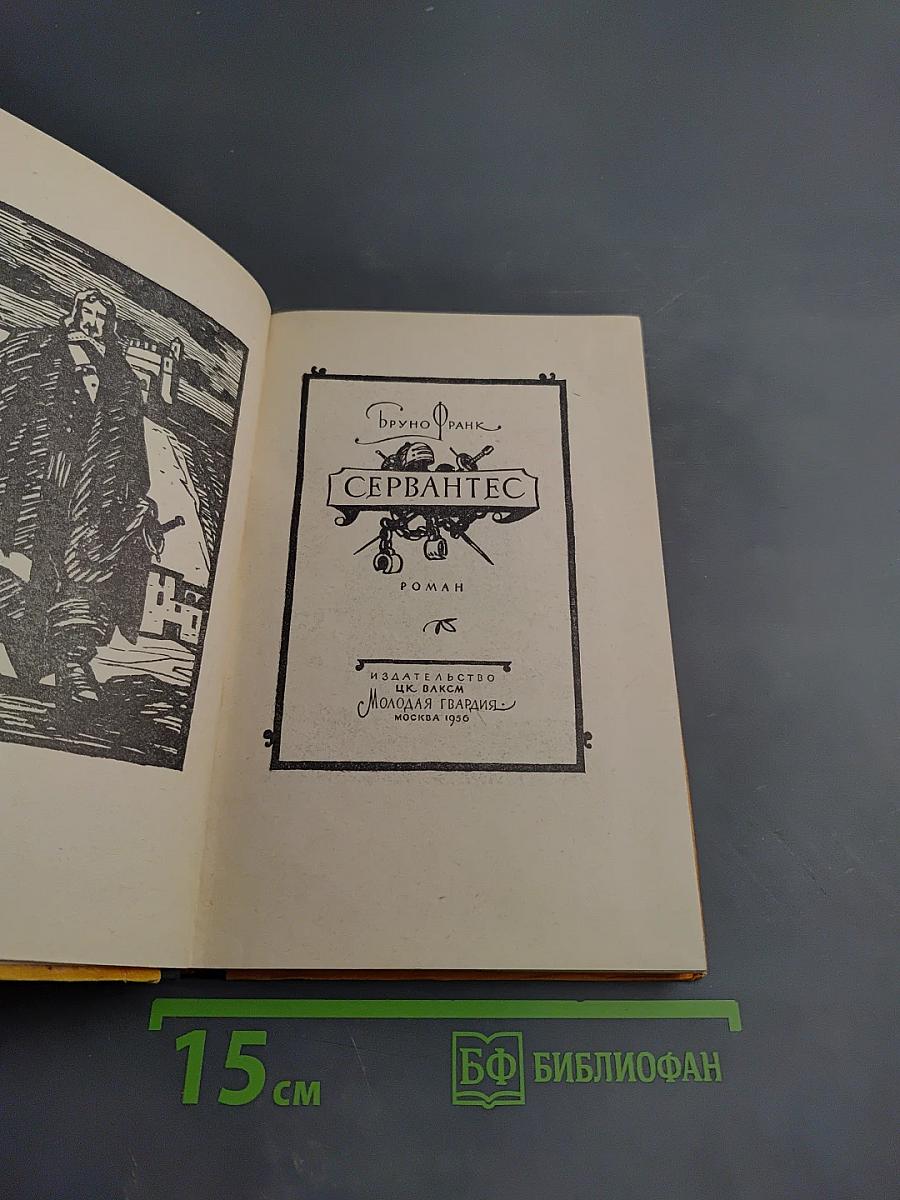 Бруно Франк
СЕРВАНТЕС
РОМАН
ИЗДАТЕЛЬСТВО
ЦК ВЛКСМ
Молодая гвардия
МОСКВА 1956
15 см
БФ БИБЛИОФАН